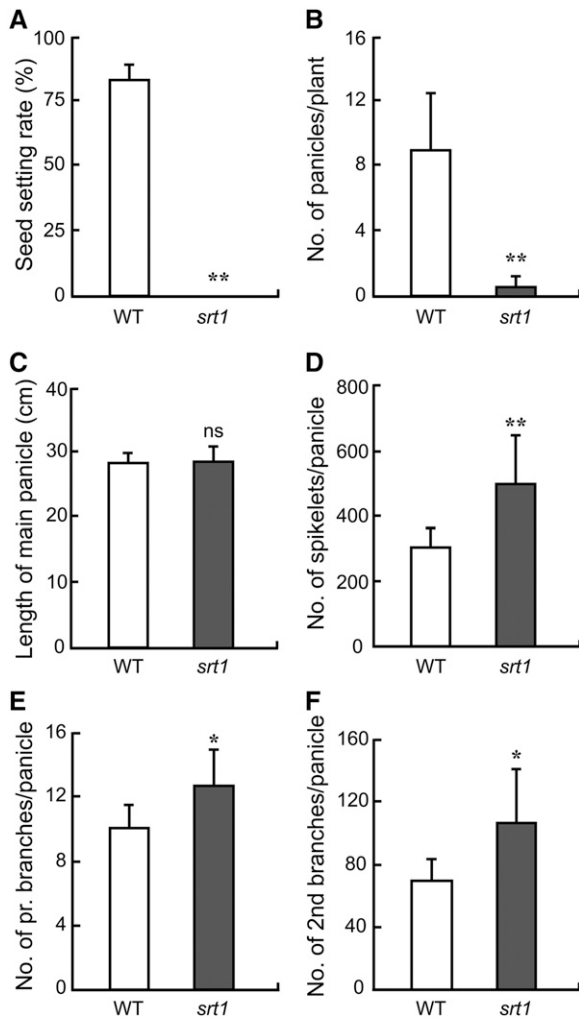 A
Seed setting rate (%)
100
75
50
25
0
**
WT
srt1
B
No. of panicles/plant
16
12
8
4
0
**
WT
srt1
C
Length of main panicle (cm)
40
30
20
10
0
ns
WT
srt1
D
No. of spikelets/panicle
800
600
400
200
0
**
WT
srt1
E
No. of pr. branches/panicle
16
12
8
4
0
*
WT
srt1
F
No. of 2nd branches/panicle
160
120
80
40
0
*
WT
srt1